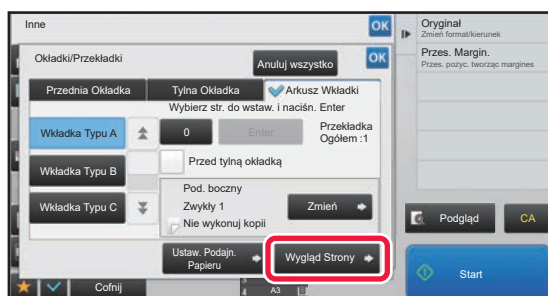 Inne
OK
Okładki/Przekładki
Anuluj wszystko
OK
Przednia Okładka
Tylna Okładka
Arkusz Wkładki
Wybierz str. do wstaw. i naciśn. Enter
Wkładka Typu A
0
Enter
Przekładka
Ogółem :1
Przed tylną okładką
Wkładka Typu B
Wkładka Typu C
Pod. boczny
Zwykły 1
Nie wykonuj kopii
Zmień
Ustaw. Podajn.
Papieru
Wygląd Strony
Cofnij
3
4
A3
Oryginał
Zmień format/kierunek
Przes. Margin.
Przes. pozyc. tworząc margines
Podgląd
CA
Start